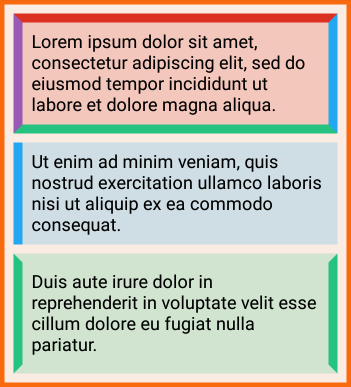 Lorem ipsum dolor sit amet,
consectetur adipiscing elit, sed do
eiusmod tempor incididunt ut
labore et dolore magna aliqua.
Ut enim ad minim veniam, quis
nostrud exercitation ullamco laboris
nisi ut aliquip ex ea commodo
consequat.
Duis aute irure dolor in
reprehenderit in voluptate velit esse
cillum dolore eu fugiat nulla
pariatur.